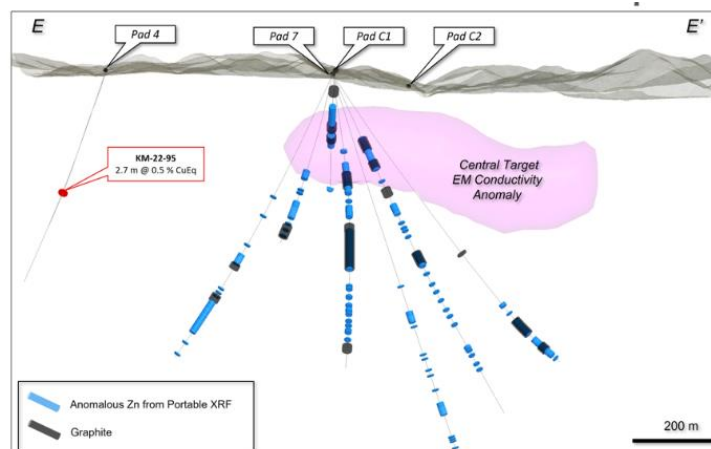 E
E'
Pad 4
Pad 7
Pad C1
Pad C2
KM-22-95
2.7 m @ 0.5 % CuEq
Central Target
EM Conductivity
Anomaly
Anomalous Zn from Portable XRF
Graphite
200 m